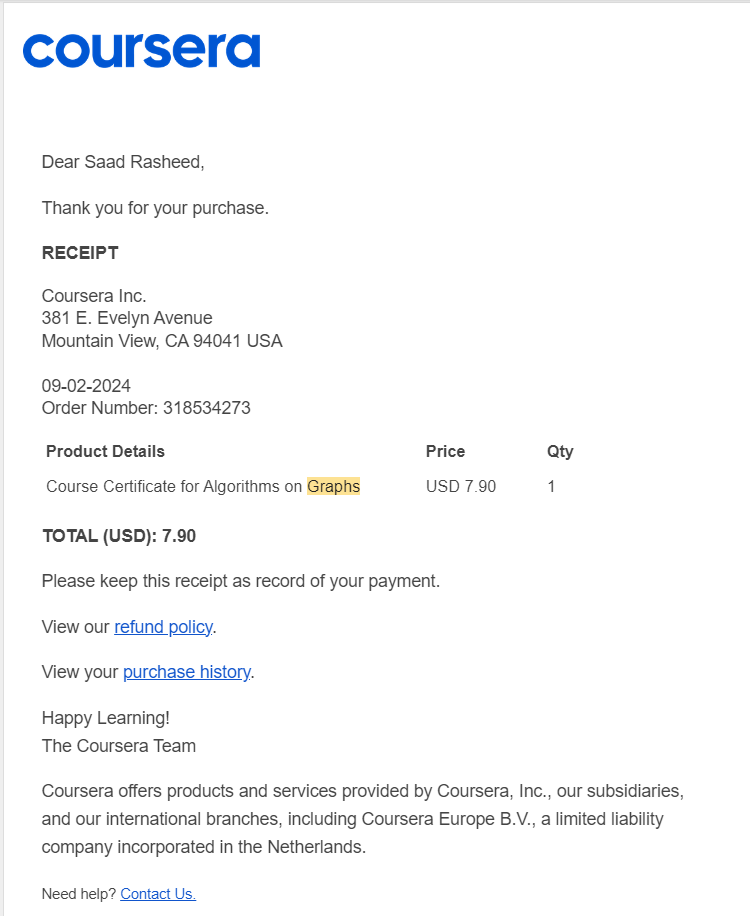 coursera
Dear Saad Rasheed,
Thank you for your purchase.
RECEIPT
Coursera Inc.
381 E. Evelyn Avenue
Mountain View, CA 94041 USA
09-02-2024
Order Number: 318534273
Product Details Price Qty
Course Certificate for Algorithms on Graphs USD 7.90 1
TOTAL (USD): 7.90
Please keep this receipt as record of your payment.
View our refund policy.
View your purchase history.
Happy Learning!
The Coursera Team
Coursera offers products and services provided by Coursera, Inc., our subsidiaries,
and our international branches, including Coursera Europe B.V., a limited liability
company incorporated in the Netherlands.
Need help? Contact Us.